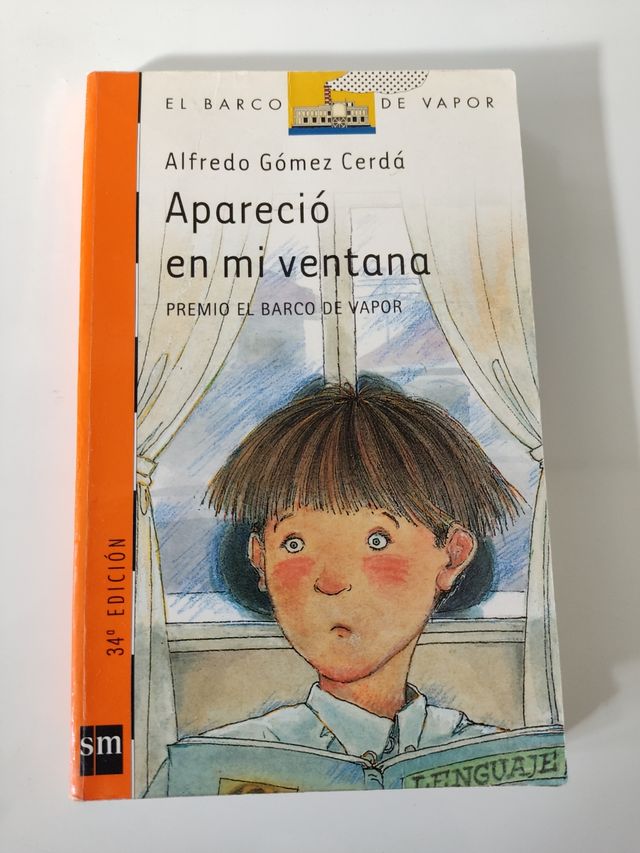 EL BARCO DE VAPOR
Alfredo Gómez Cerdá
Apareció
en mi ventana
PREMIO EL BARCO DE VAPOR
34ª EDICIÓN
sm
LENGUAJE